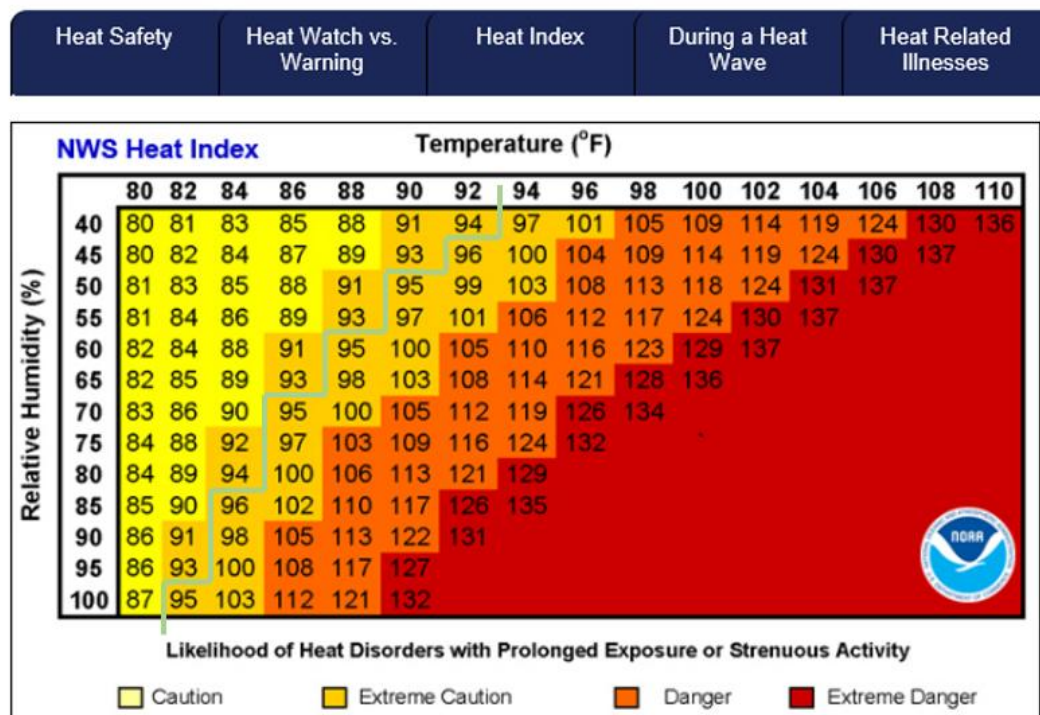 Heat Safety
Heat Watch vs.
Warning
Heat Index
During a Heat
Wave
Heat Related
Illnesses
NWS Heat Index
Temperature (°F)
80 82 84 86 88 90 92 94 96 98 100 102 104 106 108 110
Relative Humidity (%)
40 80 81 83 85 88 91 94 97 101 105 109 114 119 124 130 136
45 80 82 84 87 89 93 96 100 104 109 114 119 124 130 137
50 81 83 85 88 91 95 99 103 108 113 118 124 131 137
55 81 84 86 89 93 97 101 106 112 117 124 130 137
60 82 84 88 91 95 100 105 110 116 123 129 137
65 82 85 89 93 98 103 108 114 121 128 136
70 83 86 90 95 100 105 112 119 126 134
75 84 88 92 97 103 109 116 124 132
80 84 89 94 100 106 113 121 129
85 85 90 96 102 110 117 126 135
90 86 91 98 105 113 122 131
95 86 93 100 108 117 127
100 87 95 103 112 121 132
NOAA
Likelihood of Heat Disorders with Prolonged Exposure or Strenuous Activity
Caution
Extreme Caution
Danger
Extreme Danger